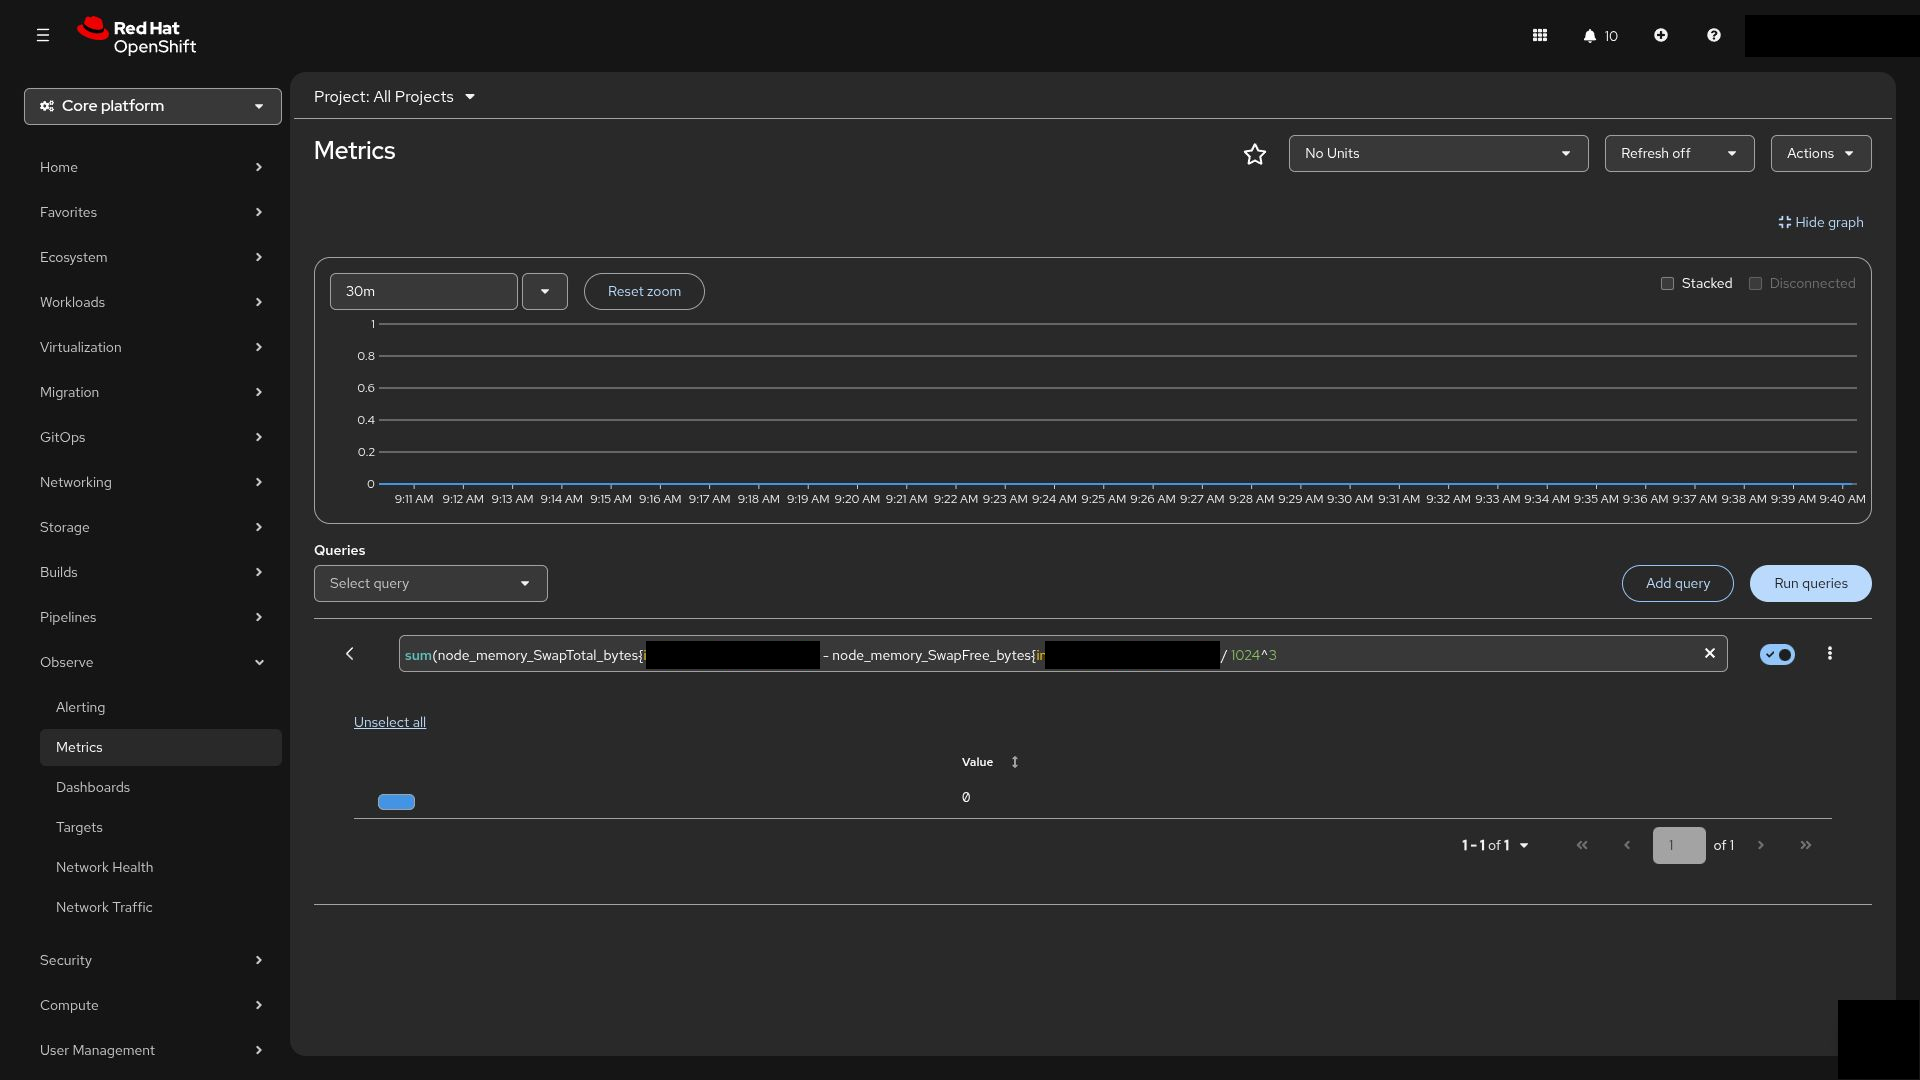 Red Hat
OpenShift
10
Core platform
Project: All Projects
Home
Favorites
Ecosystem
Workloads
Virtualization
Migration
GitOps
Networking
Storage
Builds
Pipelines
Observe
Alerting
Metrics
Dashboards
Targets
Network Health
Network Traffic
Security
Compute
User Management
Metrics
No Units
Refresh off
Actions
Hide graph
30m
Reset zoom
Stacked
Disconnected
1
0.8
0.6
0.4
0.2
0
9:11 AM 9:12 AM 9:13 AM 9:14 AM 9:15 AM 9:16 AM 9:17 AM 9:18 AM 9:19 AM 9:20 AM 9:21 AM 9:22 AM 9:23 AM 9:24 AM 9:25 AM 9:26 AM 9:27 AM 9:28 AM 9:29 AM 9:30 AM 9:31 AM 9:32 AM 9:33 AM 9:34 AM 9:35 AM 9:36 AM 9:37 AM 9:38 AM 9:39 AM 9:40 AM
Queries
Select query
Add query
Run queries
sum(node_memory_SwapTotal_bytes{ - node_memory_SwapFree_bytes{in / 1024^3
Unselect all
Value
0
1 - 1 of 1
1 of 1